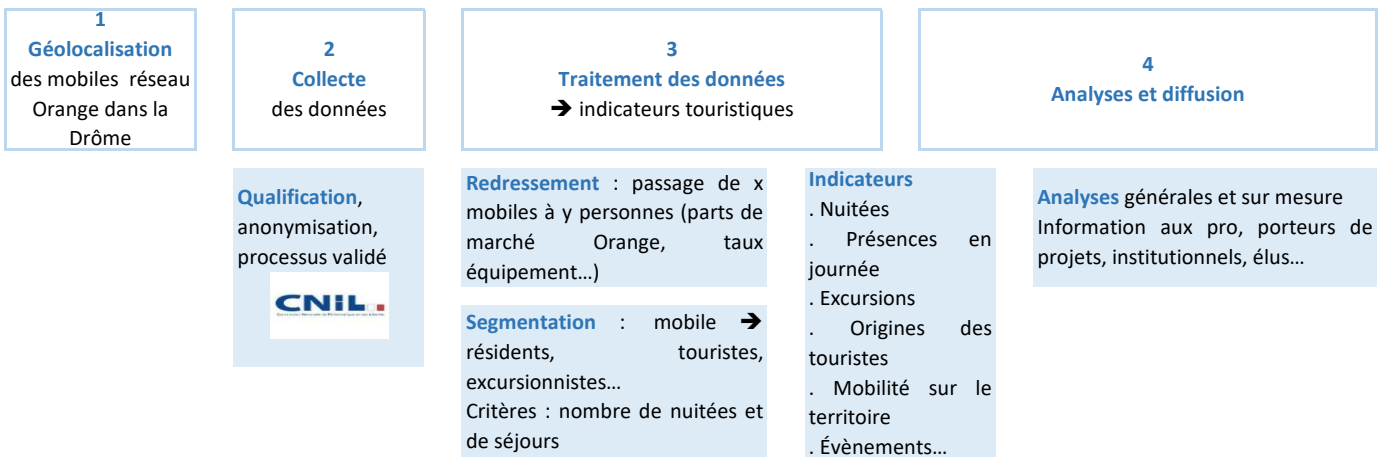 1
Géolocalisation
des mobiles réseau
Orange dans la
Drôme
2
Collecte
des données
3
Traitement des données
➔ indicateurs touristiques
4
Analyses et diffusion
Qualification,
anonymisation,
processus validé
CNIL
Redressement : passage de x
mobiles à y personnes (parts de
marché Orange, taux
équipement…)
Segmentation : mobile ➔
résidents, touristes,
excursionnistes…
Critères : nombre de nuitées et
de séjours
Indicateurs
. Nuitées
. Présences en
journée
. Excursions
. Origines des
touristes
. Mobilité sur le
territoire
. Évènements…
Analyses générales et sur mesure
Information aux pro, porteurs de
projets, institutionnels, élus…